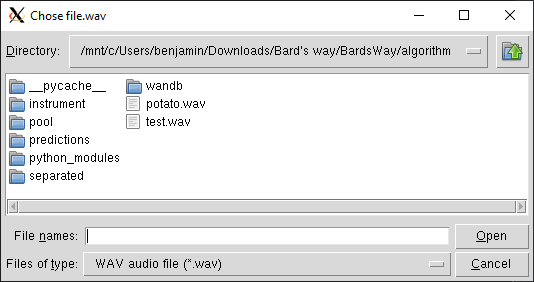 Chose file.wav
Directory: /mnt/c/Users/benjamin/Downloads/Bard's way/BardsWay/algorithm
__pycache__ wandb
instrument potato.wav
pool test.wav
predictions
python_modules
separated
File names: Open
Files of type: WAV audio file (*.wav) Cancel